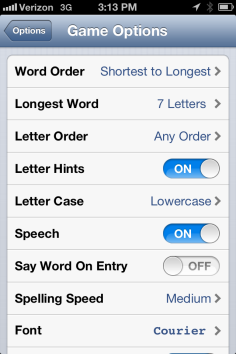 Verizon 3G 3:13 PM
Options Game Options
Word Order Shortest to Longest
Longest Word 7 Letters
Letter Order Any Order
Letter Hints ON
Letter Case Lowercase
Speech ON
Say Word On Entry OFF
Spelling Speed Medium
Font Courier